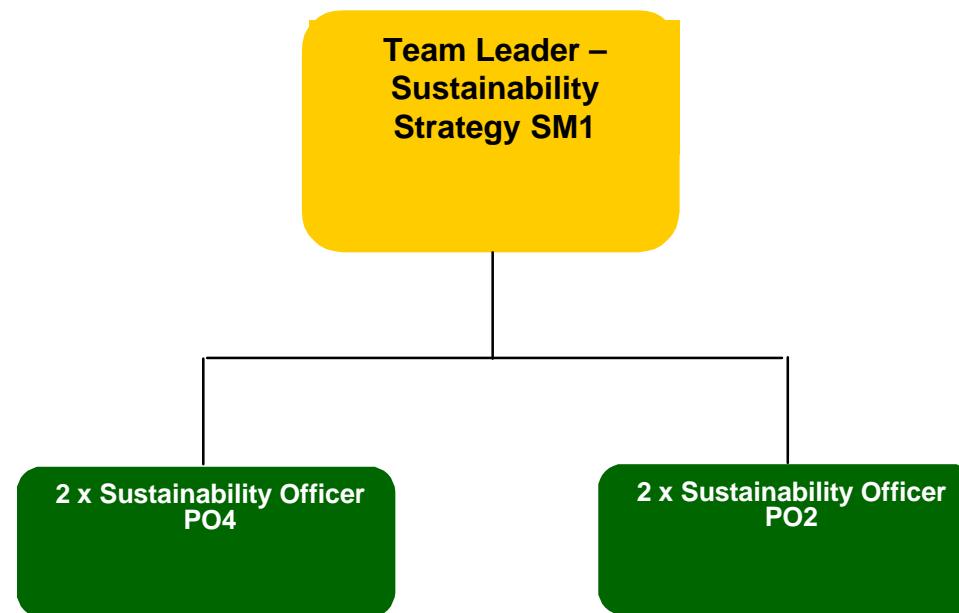 Team Leader –
Sustainability
Strategy SM1
2 x Sustainability Officer
PO4
2 x Sustainability Officer
PO2